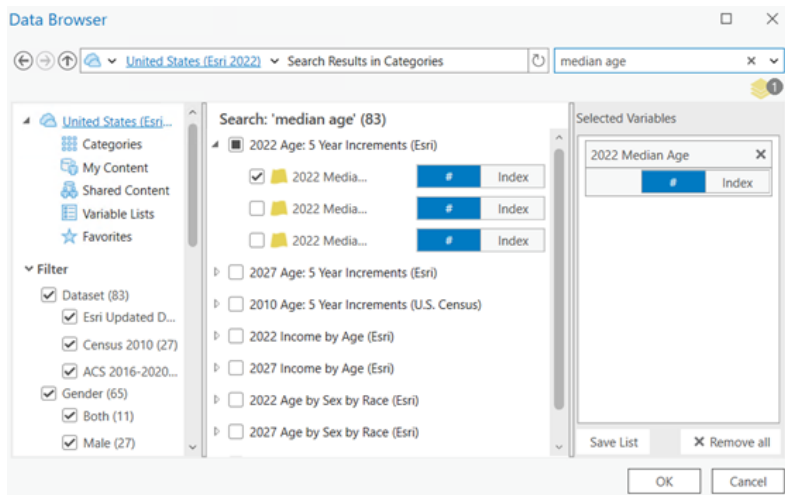 Data Browser
United States (Esri 2022) Search Results in Categories
median age
1
United States (Esri...
Categories
My Content
Shared Content
Variable Lists
Favorites
Filter
Dataset (83)
Esri Updated D...
Census 2010 (27)
ACS 2016-2020...
Gender (65)
Both (11)
Male (27)
Search: 'median age' (83)
2022 Age: 5 Year Increments (Esri)
2022 Media... # Index
2022 Media... # Index
2022 Media... # Index
2027 Age: 5 Year Increments (Esri)
2010 Age: 5 Year Increments (U.S. Census)
2022 Income by Age (Esri)
2027 Income by Age (Esri)
2022 Age by Sex by Race (Esri)
2027 Age by Sex by Race (Esri)
Selected Variables
2022 Median Age
# Index
Save List Remove all
OK Cancel